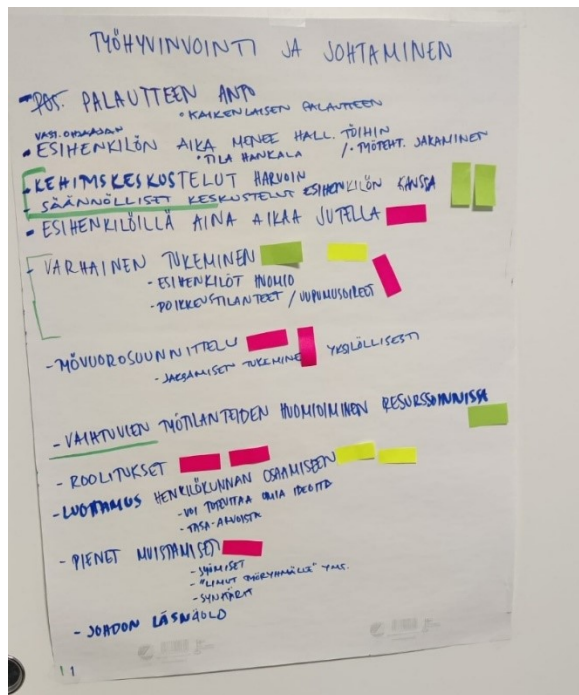 TYÖHYVINVOINTI JA JOHTAMINEN
- POS. PALAUTTEEN ANTO
• KAIKENLAISEN PALAUTTEEN
VAST. OHJAAJAN
• ESIHENKILÖN AIKA MENEE HALL. TÖIHIN
• TILA HANKALA / • TYÖTEHT. JAKAMINEN
- KEHITYSKESKUSTELUT HARVOIN
- SÄÄNNÖLLISET KESKUSTELUT ESIHENKILÖN KANSSA
- ESIHENKILÖILLÄ AINA AIKAA JUTELLA
- VARHAINEN TUKEMINEN
- ESIHENKILÖT HUOMIO
- POIKKEUSTILANTEET / UUPUMUSOIREET
- TYÖVUOROSUUNNITTELU
- JAKSAMISEN TUKEMINE YKSILÖLLISESTI
- VAIHTUVIEN TYÖTILANTEIDEN HUOMIOIMINEN RESURSSOINNISSA
- ROOLITUKSET
- LUOTTAMUS HENKILÖKUNNAN OSAAMISEEN
- VOI TOTEUTTAA OMIA IDEOITA
- TASA-ARVOISTA
- PIENET MUISTAMISET
- SYÖMISET
- "LIMUT TYÖRYHMÄLLE" YMS.
- SYNTTÄRIT
- JOHDON LÄSNÄOLO